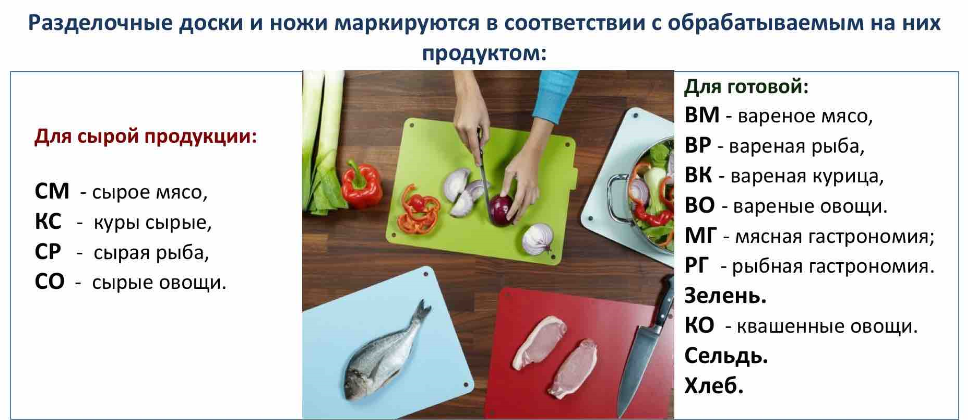 Разделочные доски и ножи маркируются в соответствии с обрабатываемым на них
продуктом:
Для сырой продукции:
СМ - сырое мясо,
КС - куры сырые,
СР - сырая рыба,
СО - сырые овощи.
Для готовой:
ВМ - вареное мясо,
ВР - вареная рыба,
ВК - вареная курица,
ВО - вареные овощи.
МГ - мясная гастрономия;
РГ - рыбная гастрономия.
Зелень.
КО - квашенные овощи.
Сельдь.
Хлеб.